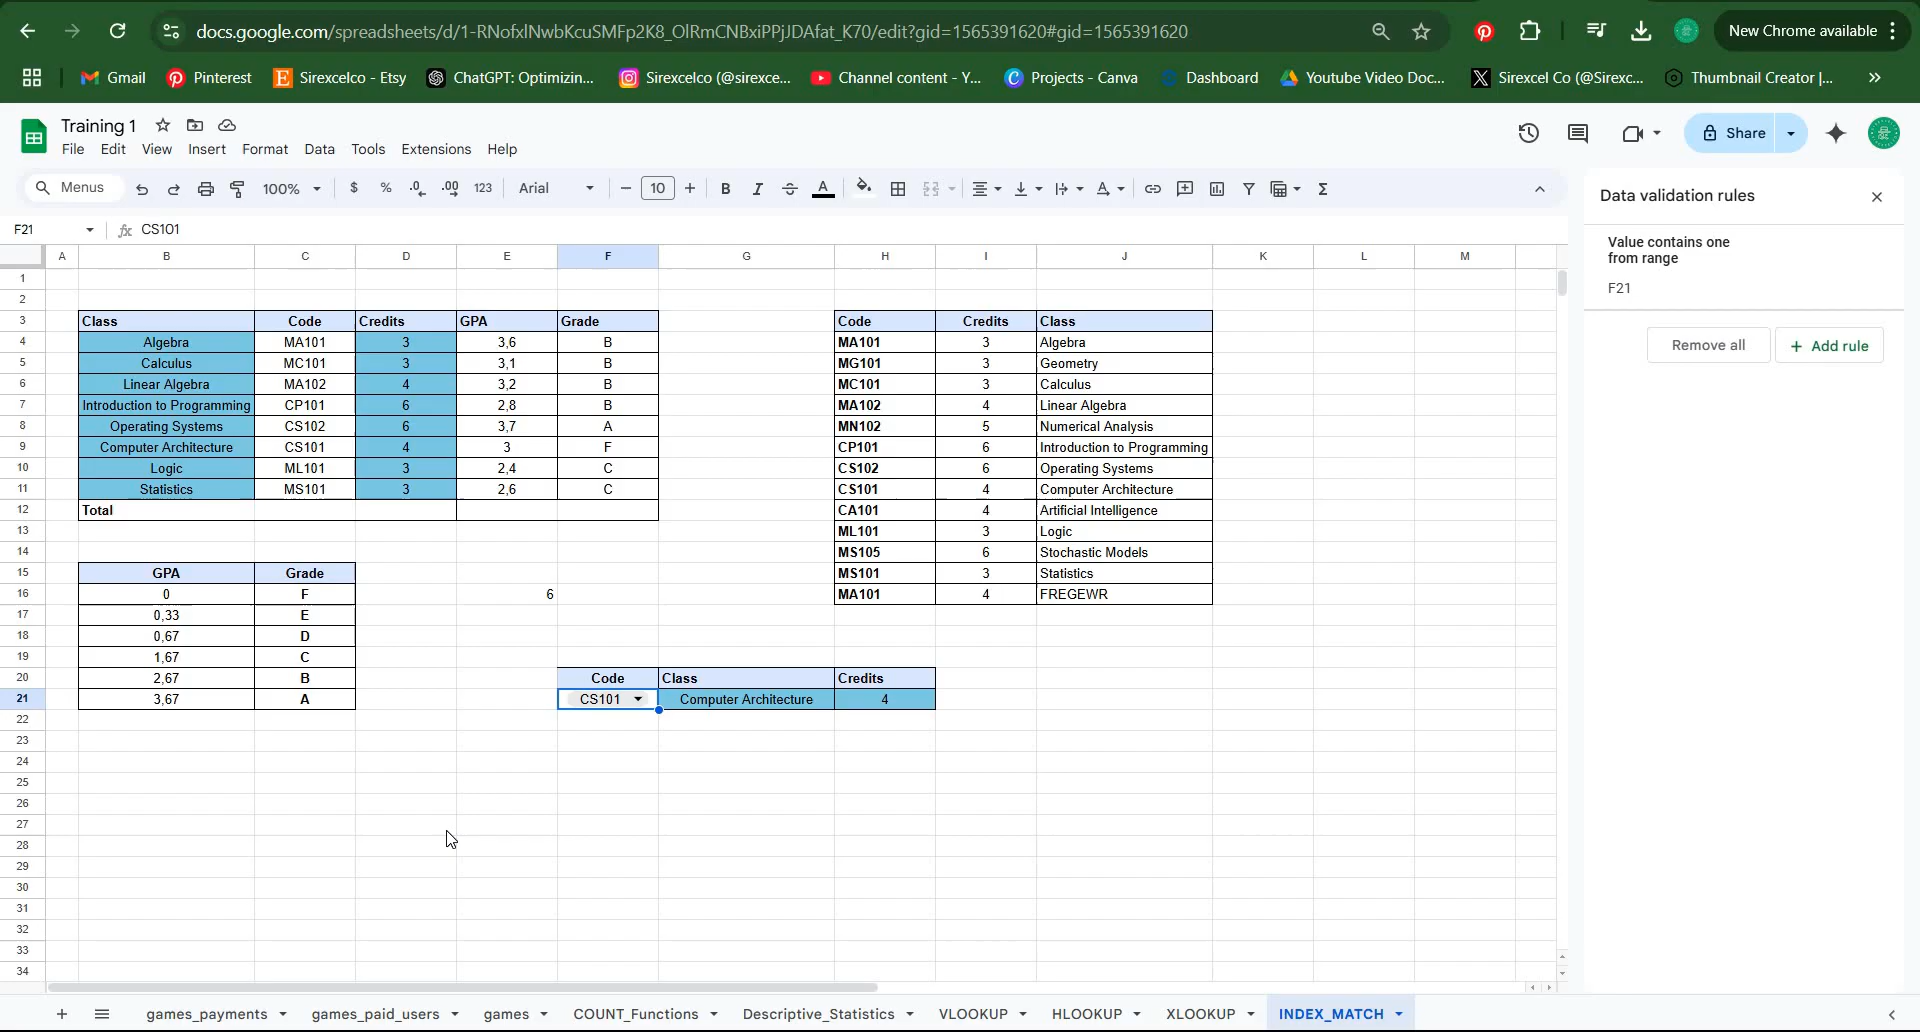 docs.google.com/spreadsheets/d/1-RNofxlNwbKcuSMFp2K8_OlRmCNBxiPPjJDAfat_K70/edit?gid=1565391620#gid=1565391620
New Chrome available
Gmail Pinterest Sirexcelco - Etsy ChatGPT: Optimizin... Sirexcelco (@sirexce... Channel content - Y... Projects - Canva Dashboard Youtube Video Doc... Sirexcel Co (@Sirexc... Thumbnail Creator |...
Training 1
File Edit View Insert Format Data Tools Extensions Help
Share
Menus 100% $ % .0 .00 123 Arial 10 B I S A Σ
F21 fx CS101
A B C D E F G H I J K L M
1
2
3 Class Code Credits GPA Grade Code Credits Class
4 Algebra MA101 3 3,6 B MA101 3 Algebra
5 Calculus MC101 3 3,1 B MG101 3 Geometry
6 Linear Algebra MA102 4 3,2 B MC101 3 Calculus
7 Introduction to Programming CP101 6 2,8 B MA102 4 Linear Algebra
8 Operating Systems CS102 6 3,7 A MN102 5 Numerical Analysis
9 Computer Architecture CS101 4 3 F CP101 6 Introduction to Programming
10 Logic ML101 3 2,4 C CS102 6 Operating Systems
11 Statistics MS101 3 2,6 C CS101 4 Computer Architecture
12 Total CA101 4 Artificial Intelligence
13 ML101 3 Logic
14 MS105 6 Stochastic Models
15 GPA Grade MS101 3 Statistics
16 0 F 6 MA101 4 FREGEWR
17 0,33 E
18 0,67 D
19 1,67 C
20 2,67 B Code Class Credits
21 3,67 A CS101 Computer Architecture 4
22
23
24
25
26
27
28
29
30
31
32
33
34
Data validation rules
Value contains one
from range
F21
Remove all + Add rule
games_payments games_paid_users games COUNT_Functions Descriptive_Statistics VLOOKUP HLOOKUP XLOOKUP INDEX_MATCH